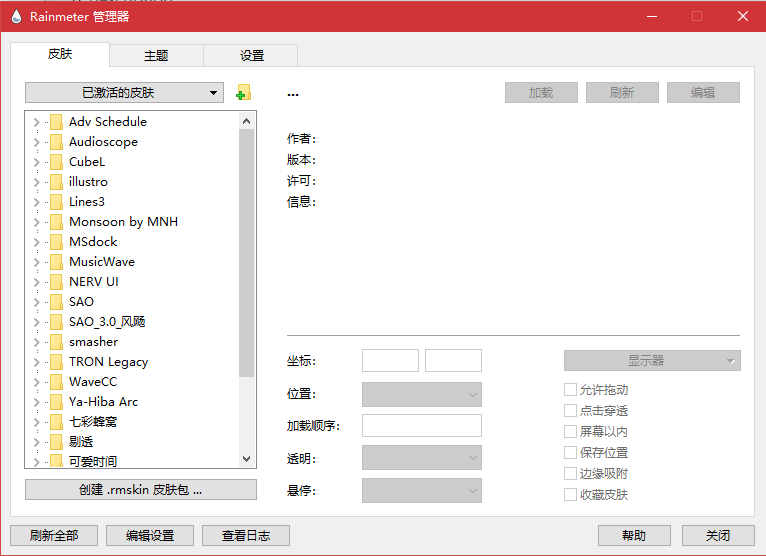 Rainmeter 管理器
皮肤
主题
设置
已激活的皮肤
...
加载
刷新
编辑
Adv Schedule
Audioscope
CubeL
illustro
Lines3
Monsoon by MNH
MSdock
MusicWave
NERV UI
SAO
SAO_3.0_风飏
smasher
TRON Legacy
WaveCC
Ya-Hiba Arc
七彩蜂窝
剔透
可爱时间
创建 .rmskin 皮肤包 ...
作者：
版本：
许可：
信息：
坐标：
位置：
加载顺序：
透明：
悬停：
显示器
允许拖动
点击穿透
屏幕以内
保存位置
边缘吸附
收藏皮肤
刷新全部
编辑设置
查看日志
帮助
关闭